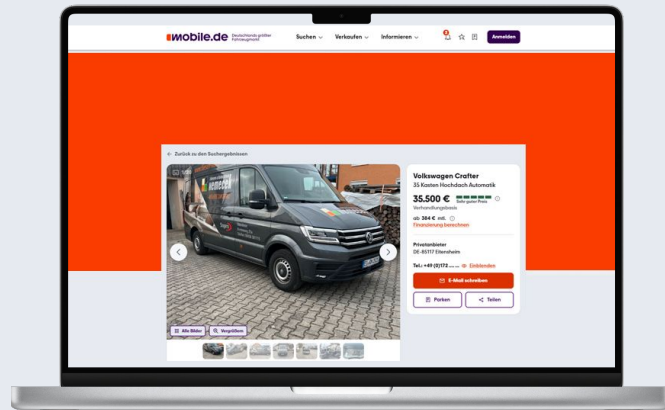 mobile.de
Deutschlands größter
Fahrzeugmarkt
Suchen
Verkaufen
Informieren
Anmelden
Zurück zu den Suchergebnissen
Volkswagen Crafter
35 Kasten Hochdach Automatik
35.500 €
Sehr guter Preis
Verhandlungsbasis
ab 384 € mtl.
Finanzierung berechnen
Privatanbieter
DE-85117 Eitensheim
Tel.: +49 (0)172
Einblenden
E-Mail schreiben
Parken
Teilen
Alle Bilder
Vergrößern